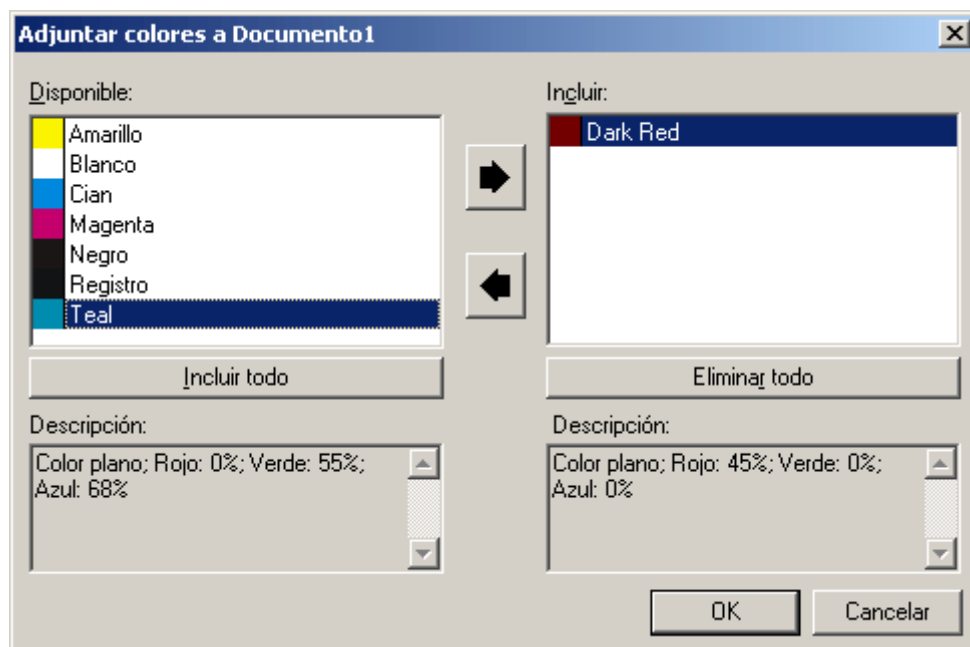 Adjuntar colores a Documento1
Disponible:
Amarillo
Blanco
Cian
Magenta
Negro
Registro
Teal
Incluir todo
Descripción:
Color plano; Rojo: 0%; Verde: 55%;
Azul: 68%
Incluir:
Dark Red
Eliminar todo
Descripción:
Color plano; Rojo: 45%; Verde: 0%;
Azul: 0%
OK
Cancelar